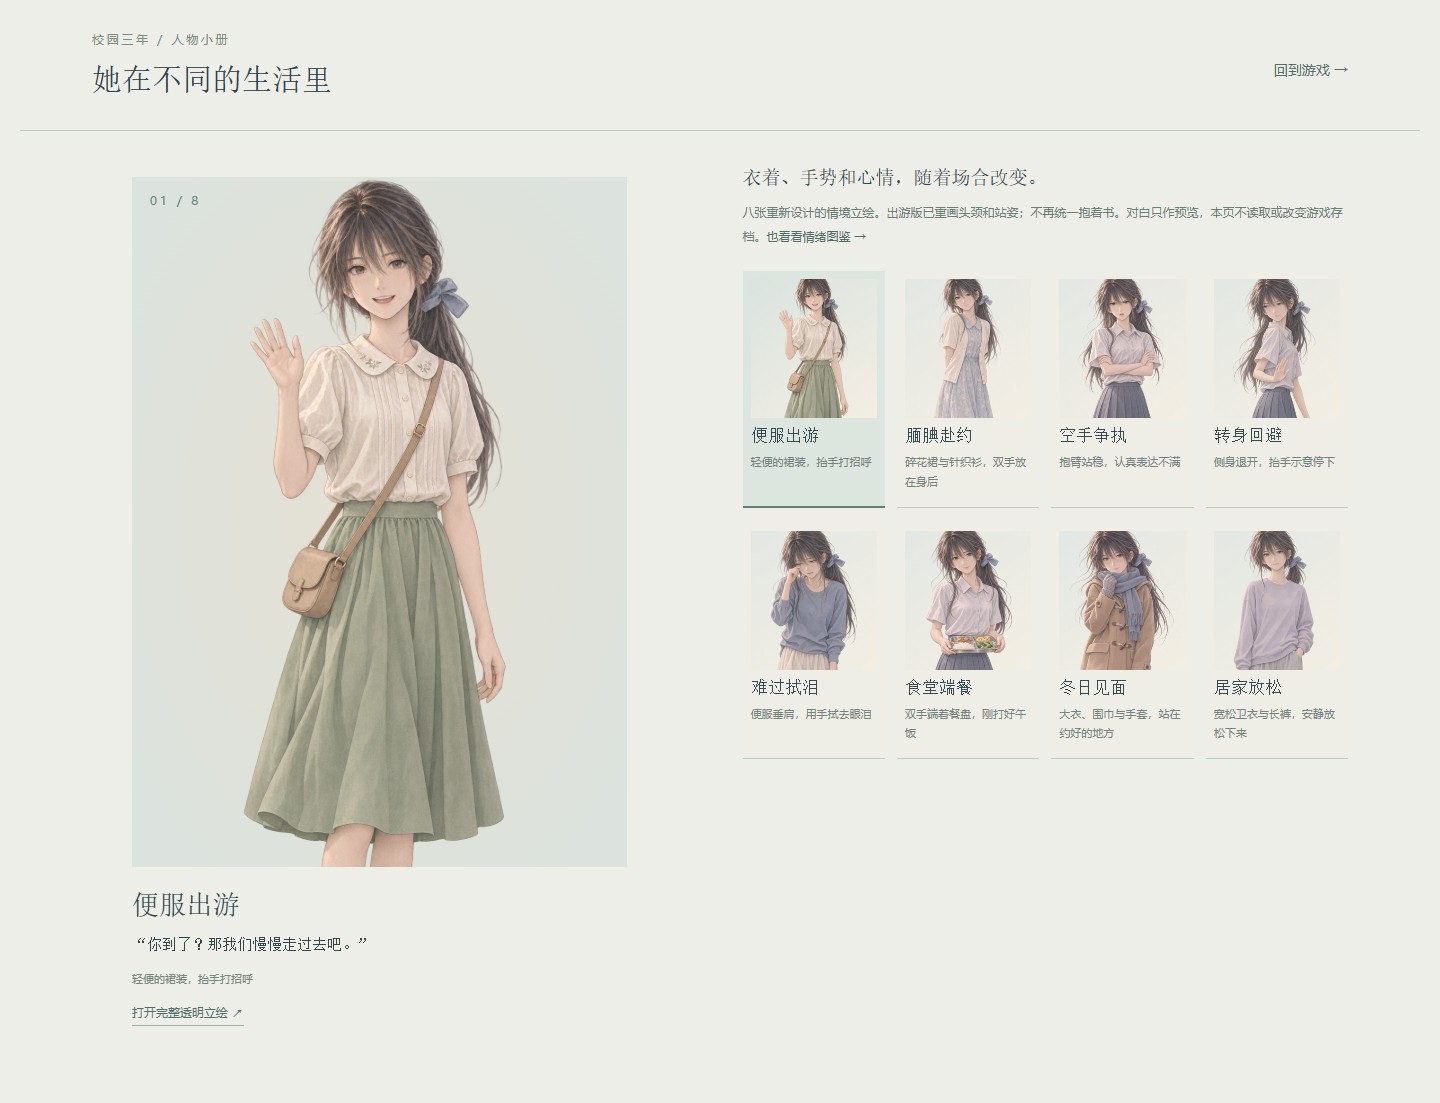 校园三年 / 人物小册
她在不同的生活里
回到游戏 →
01 / 8
便服出游
“你到了？那我们慢慢走过去吧。”
轻便的裙装，抬手打招呼
打开完整透明立绘 ↗
衣着、手势和心情，随着场合改变。
八张重新设计的情境立绘。出游版已重画头颈和站姿；不再统一抱着书。对白只作预览，本页不读取或改变游戏存
档。也看看情绪图鉴 →
便服出游
轻便的裙装，抬手打招呼
腼腆赴约
碎花裙与针织衫，双手放
在身后
空手争执
抱臂站稳，认真表达不满
转身回避
侧身退开，抬手示意停下
难过拭泪
便服垂肩，用手拭去眼泪
食堂端餐
双手端着餐盘，刚打好午
饭
冬日见面
大衣、围巾与手套，站在
约好的地方
居家放松
宽松卫衣与长裤，安静放
松下来